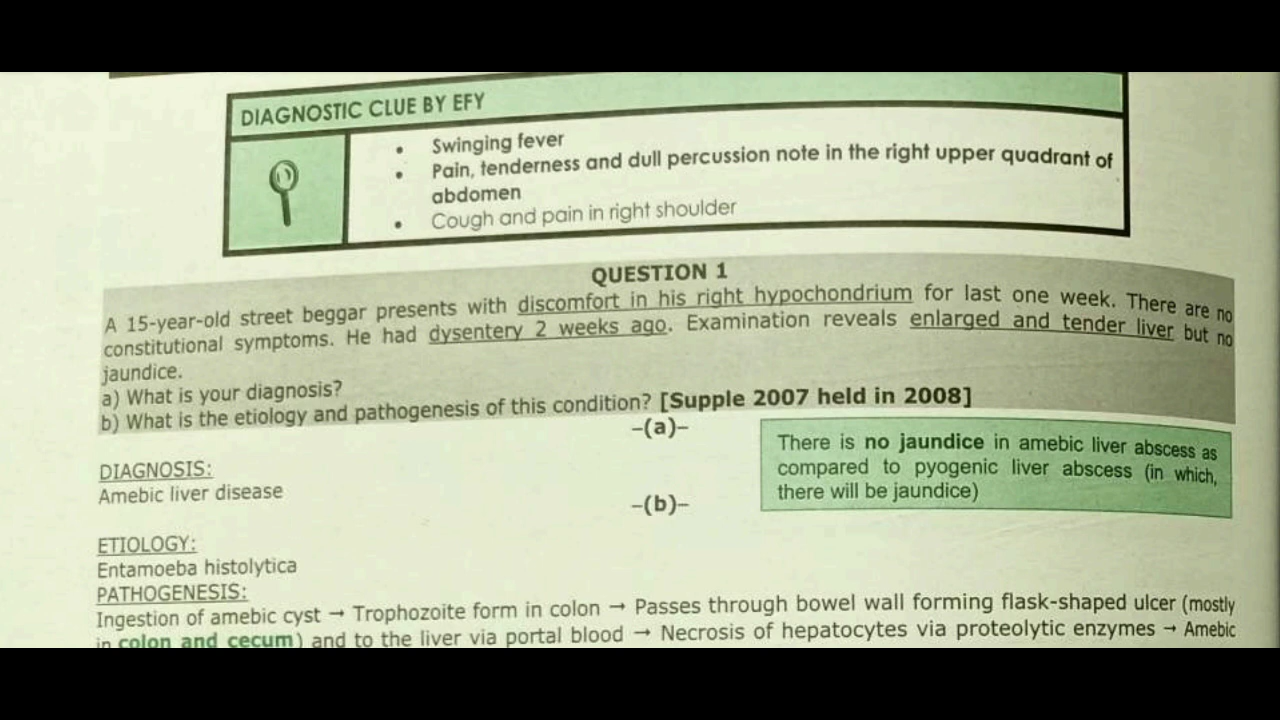 DIAGNOSTIC CLUE BY EFY
• Swinging fever
• Pain, tenderness and dull percussion note in the right upper quadrant of
abdomen
• Cough and pain in right shoulder
QUESTION 1
A 15-year-old street beggar presents with discomfort in his right hypochondrium for last one week. There are no
constitutional symptoms. He had dysentery 2 weeks ago. Examination reveals enlarged and tender liver but no
jaundice.
a) What is your diagnosis?
b) What is the etiology and pathogenesis of this condition? [Supple 2007 held in 2008]
–(a)–
DIAGNOSIS:
Amebic liver disease
There is no jaundice in amebic liver abscess as
compared to pyogenic liver abscess (in which,
there will be jaundice)
–(b)–
ETIOLOGY:
Entamoeba histolytica
PATHOGENESIS:
Ingestion of amebic cyst → Trophozoite form in colon → Passes through bowel wall forming flask-shaped ulcer (mostly
in colon and cecum) and to the liver via portal blood → Necrosis of hepatocytes via proteolytic enzymes → Amebic